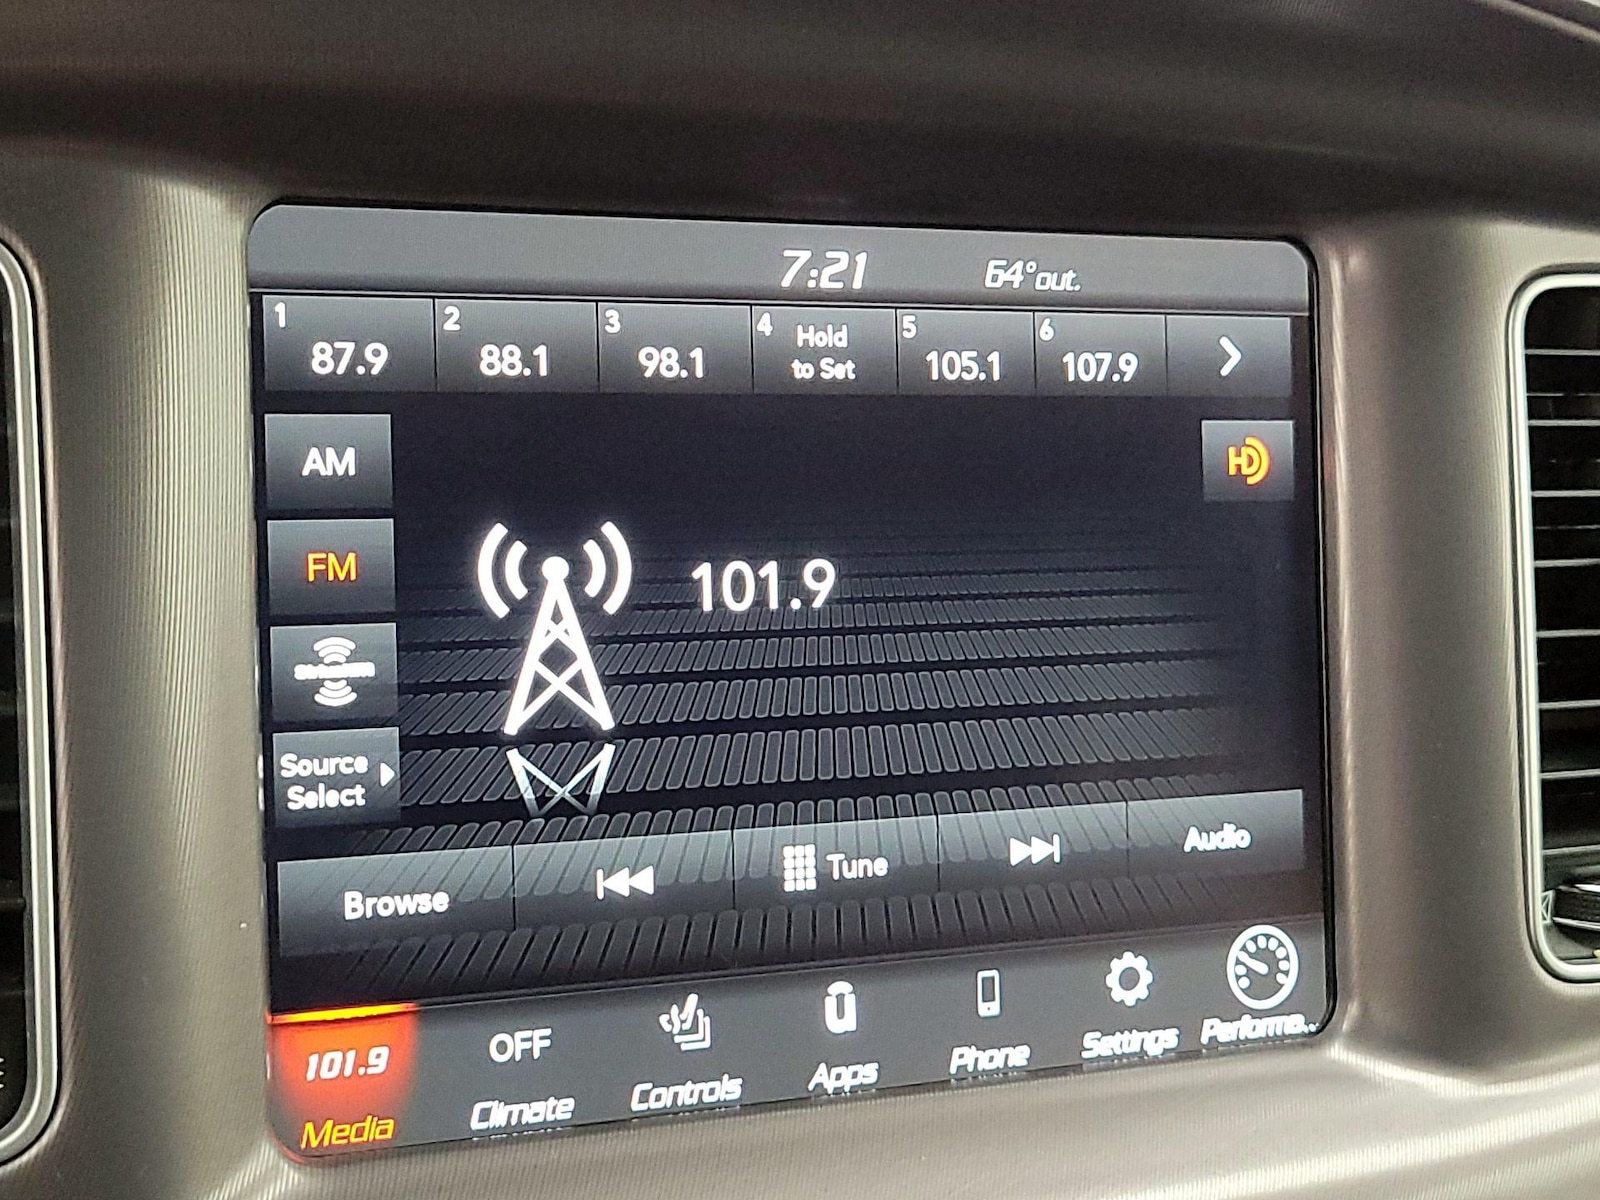 7:21 64° out.
1 2 3 4 Hold to Set 5 6
87.9 88.1 98.1 105.1 107.9
AM
HD
FM
101.9
Source
Select
Browse Tune Audio
101.9 OFF
Media Climate Controls Apps Phone Settings Performa...